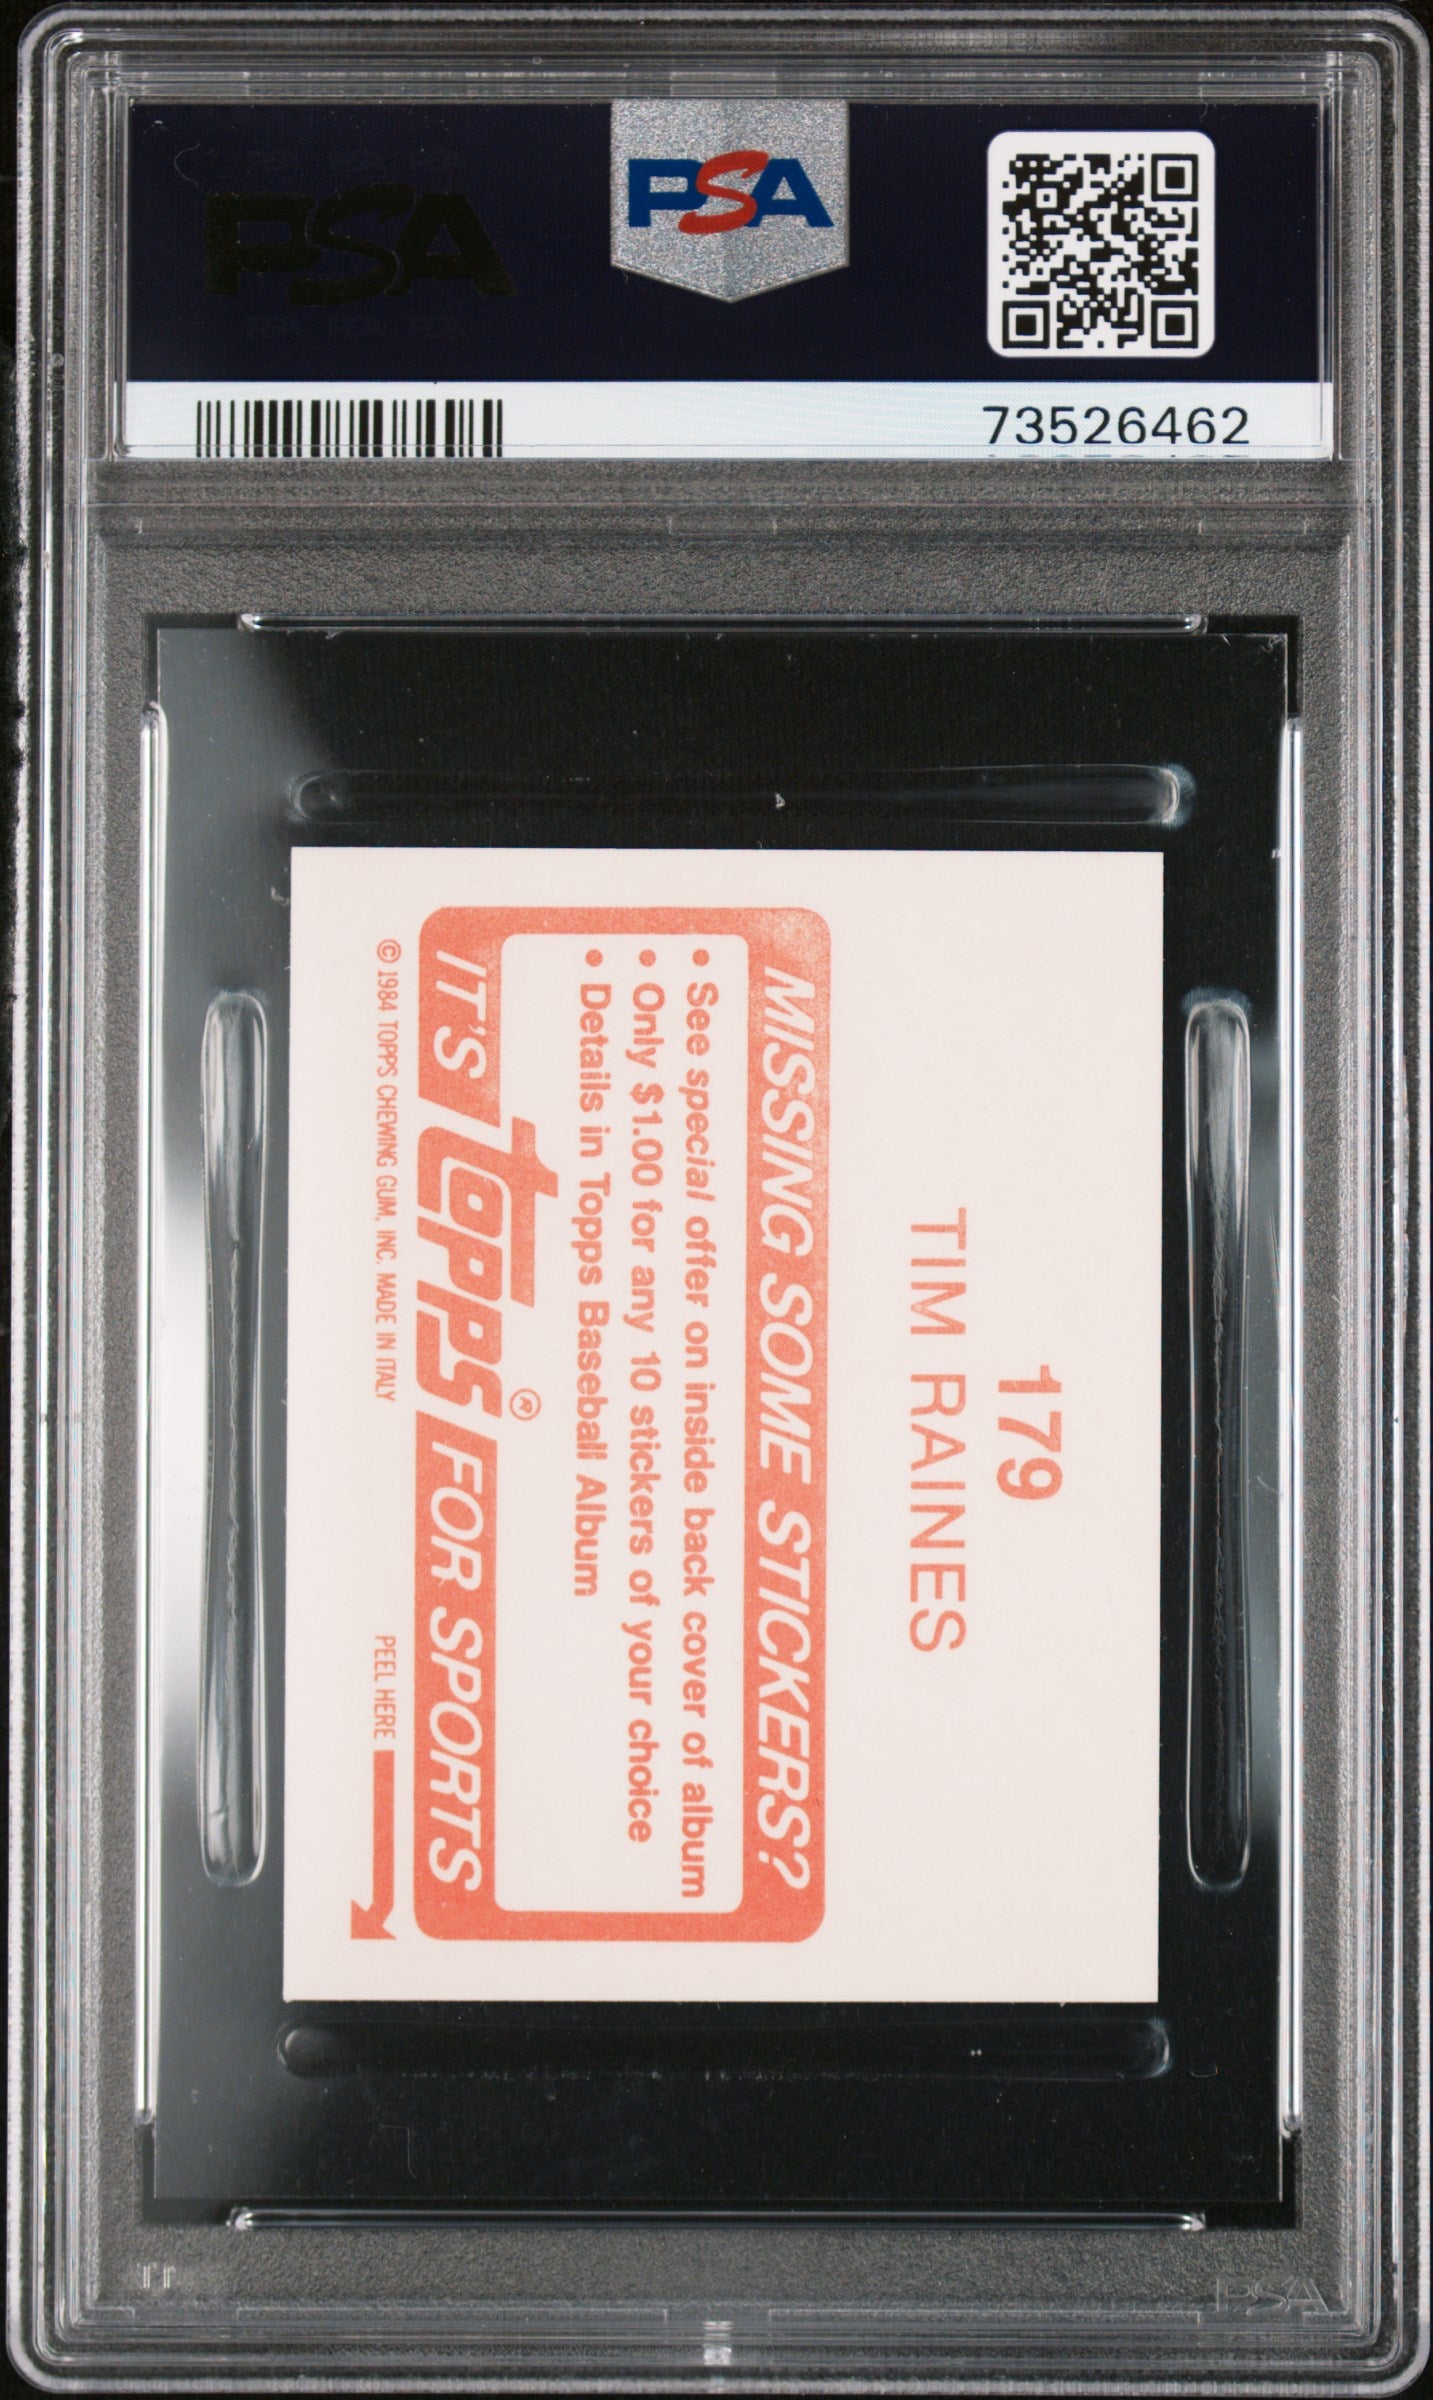 PSA
PSA
73526462
179
TIM RAINES
MISSING SOME STICKERS?
• See special offer on inside back cover of album
• Only $1.00 for any 10 stickers of your choice
• Details in Topps Baseball Album
IT'S topps® FOR SPORTS
© 1984 TOPPS CHEWING GUM, INC. MADE IN ITALY
PEEL HERE
PSA